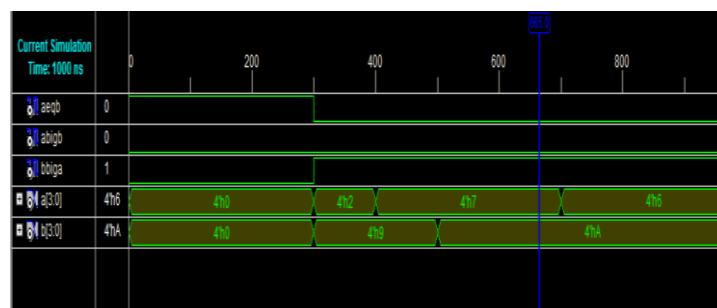 665.0
Current Simulation
Time: 1000 ns
0 200 400 600 800
aeqb 0
abigb 0
bbiga 1
a[3:0] 4'h6 4'h0 4'h2 4'h7 4'h6
b[3:0] 4'hA 4'h0 4'h9 4'hA